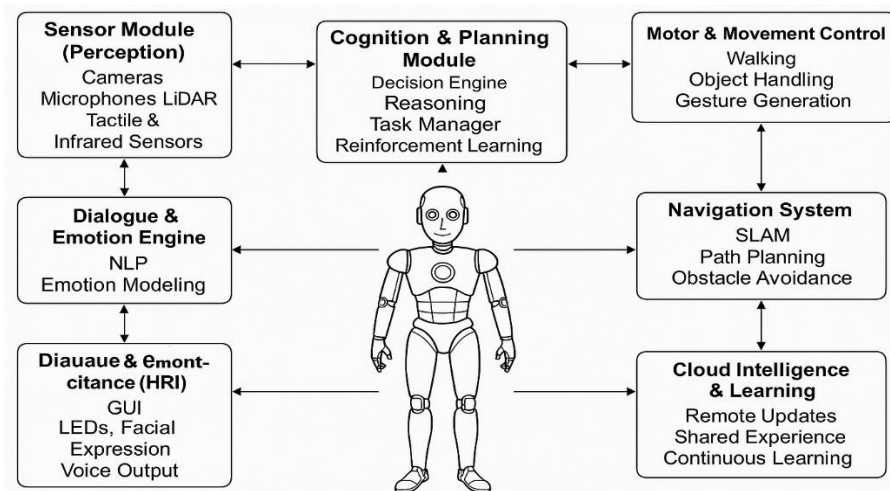 Sensor Module
(Perception)
Cameras
Microphones LiDAR
Tactile &
Infrared Sensors
Cognition & Planning
Module
Decision Engine
Reasoning
Task Manager
Reinforcement Learning
Motor & Movement Control
Walking
Object Handling
Gesture Generation
Dialogue &
Emotion Engine
NLP
Emotion Modeling
Navigation System
SLAM
Path Planning
Obstacle Avoidance
Diauaue & emont-
citance (HRI)
GUI
LEDs, Facial
Expression
Voice Output
Cloud Intelligence
& Learning
Remote Updates
Shared Experience
Continuous Learning